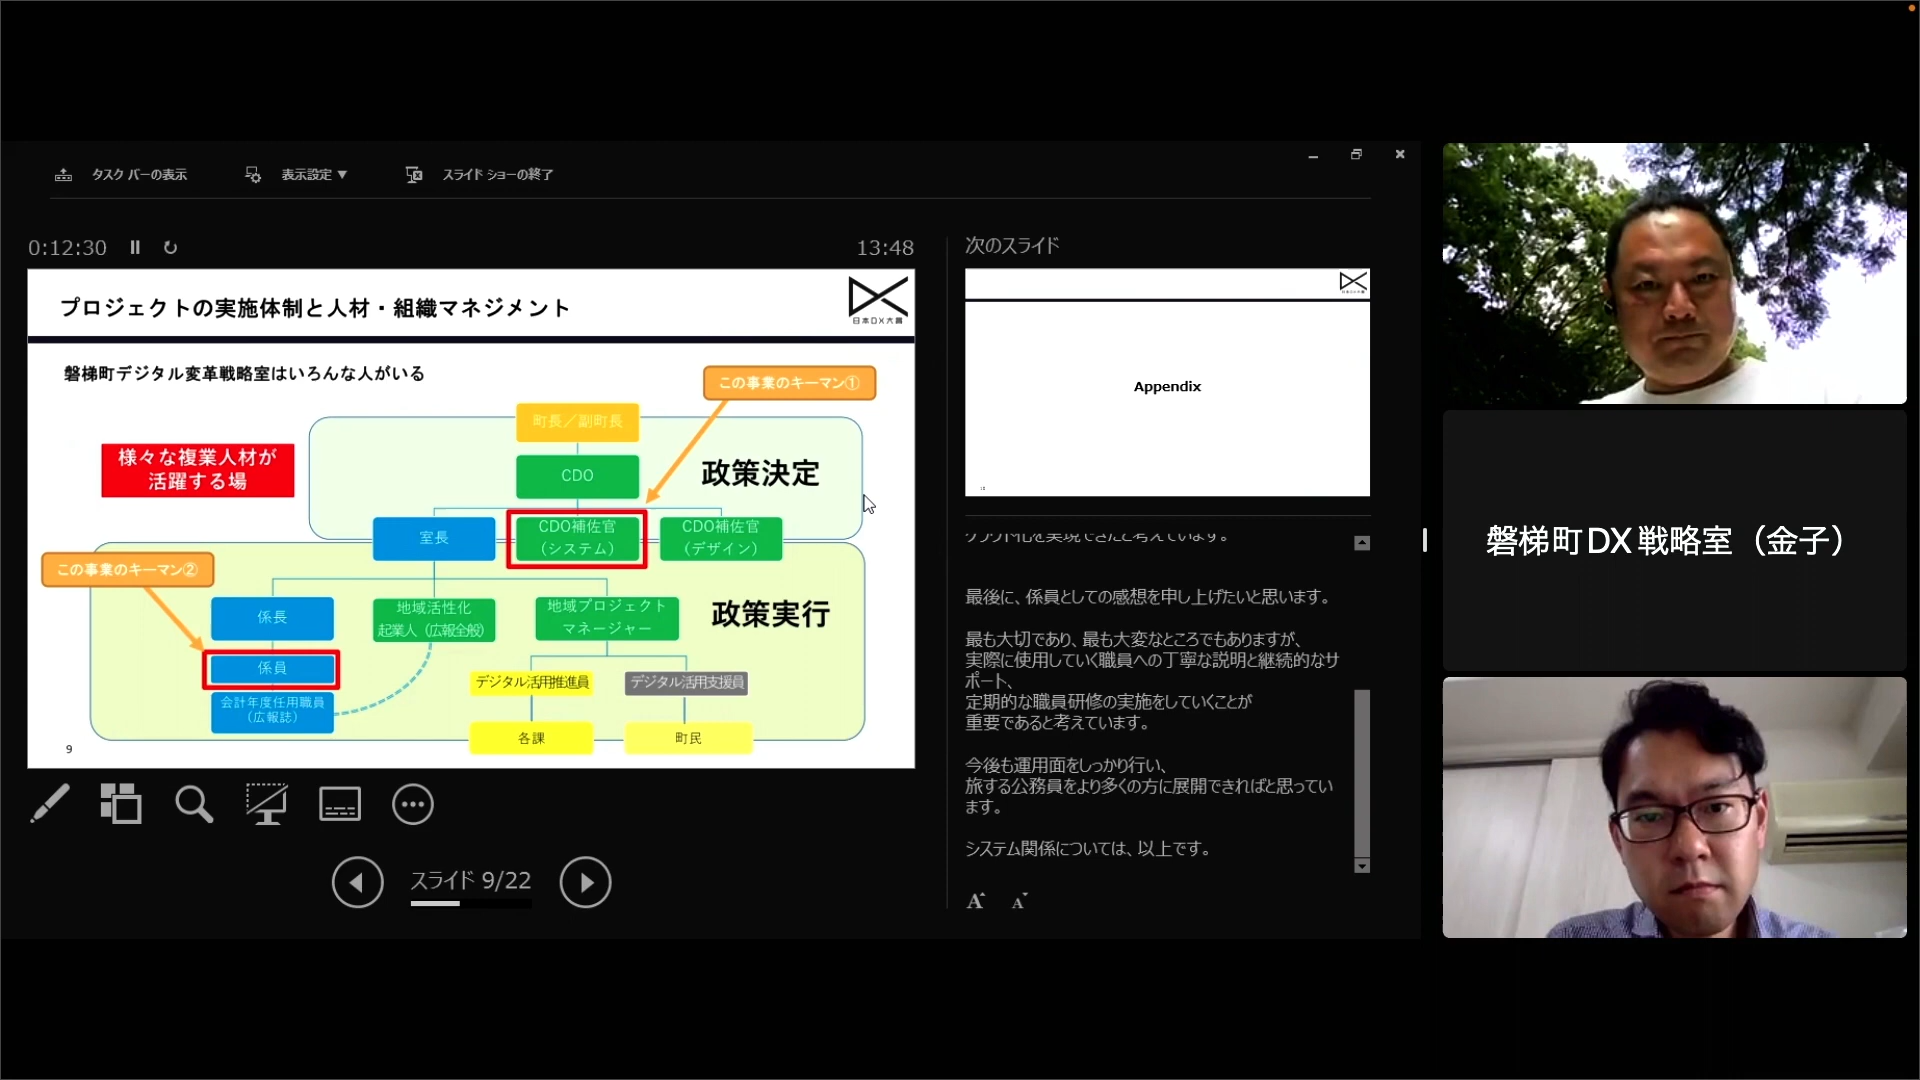 タスク バーの表示
表示設定 ▼
スライド ショーの終了
0:12:30
13:48
プロジェクトの実施体制と人材・組織マネジメント
日本DX大賞
磐梯町デジタル変革戦略室はいろんな人がいる
この事業のキーマン①
町長／副町長
様々な複業人材が
活躍する場
CDO
政策決定
室長
CDO補佐官
（システム）
CDO補佐官
（デザイン）
この事業のキーマン②
係長
地域活性化
起業人（広報全般）
地域プロジェクト
マネージャー
政策実行
係員
デジタル活用推進員
デジタル活用支援員
会計年度任用職員
（広報誌）
各課
町民
9
スライド 9/22
次のスライド
Appendix
最後に、係員としての感想を申し上げたいと思います。
最も大切であり、最も大変なところでもありますが、
実際に使用していく職員への丁寧な説明と継続的なサ
ポート、
定期的な職員研修の実施をしていくことが
重要であると考えています。
今後も運用面をしっかり行い、
旅する公務員をより多くの方に展開できればと思ってい
ます。
システム関係については、以上です。
A
A
磐梯町DX戦略室（金子）